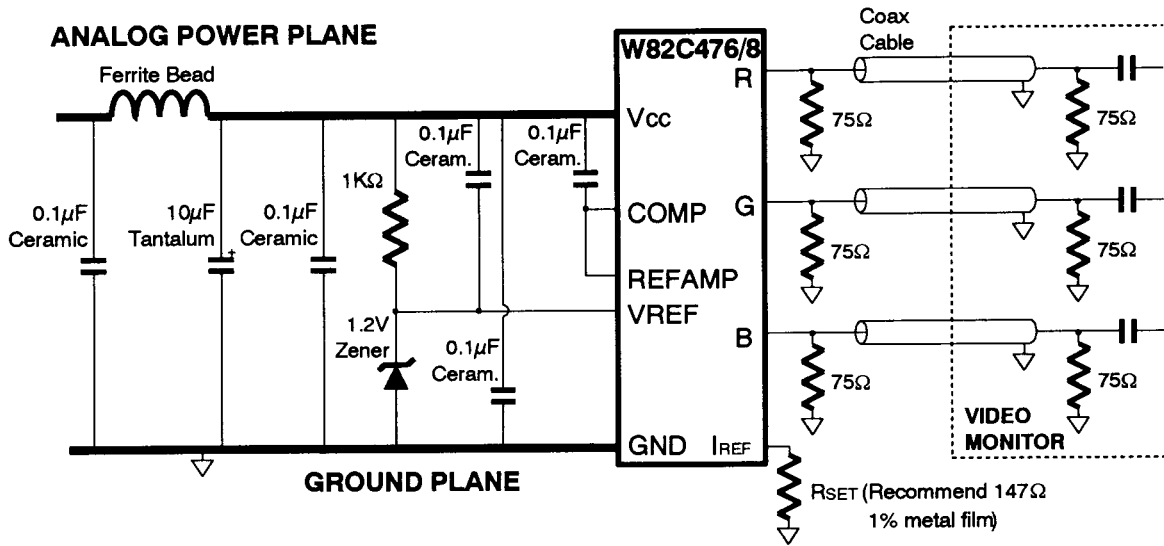 ANALOG POWER PLANE
Ferrite Bead
0.1µF
Ceramic
10µF
Tantalum
+
0.1µF
Ceramic
1KΩ
0.1µF
Ceram.
0.1µF
Ceram.
1.2V
Zener
0.1µF
Ceram.
GROUND PLANE
W82C476/8
Vcc
COMP
REFAMP
VREF
GND
R
G
B
IREF
Coax
Cable
75Ω
75Ω
75Ω
75Ω
75Ω
75Ω
VIDEO
MONITOR
RSET (Recommend 147Ω
1% metal film)